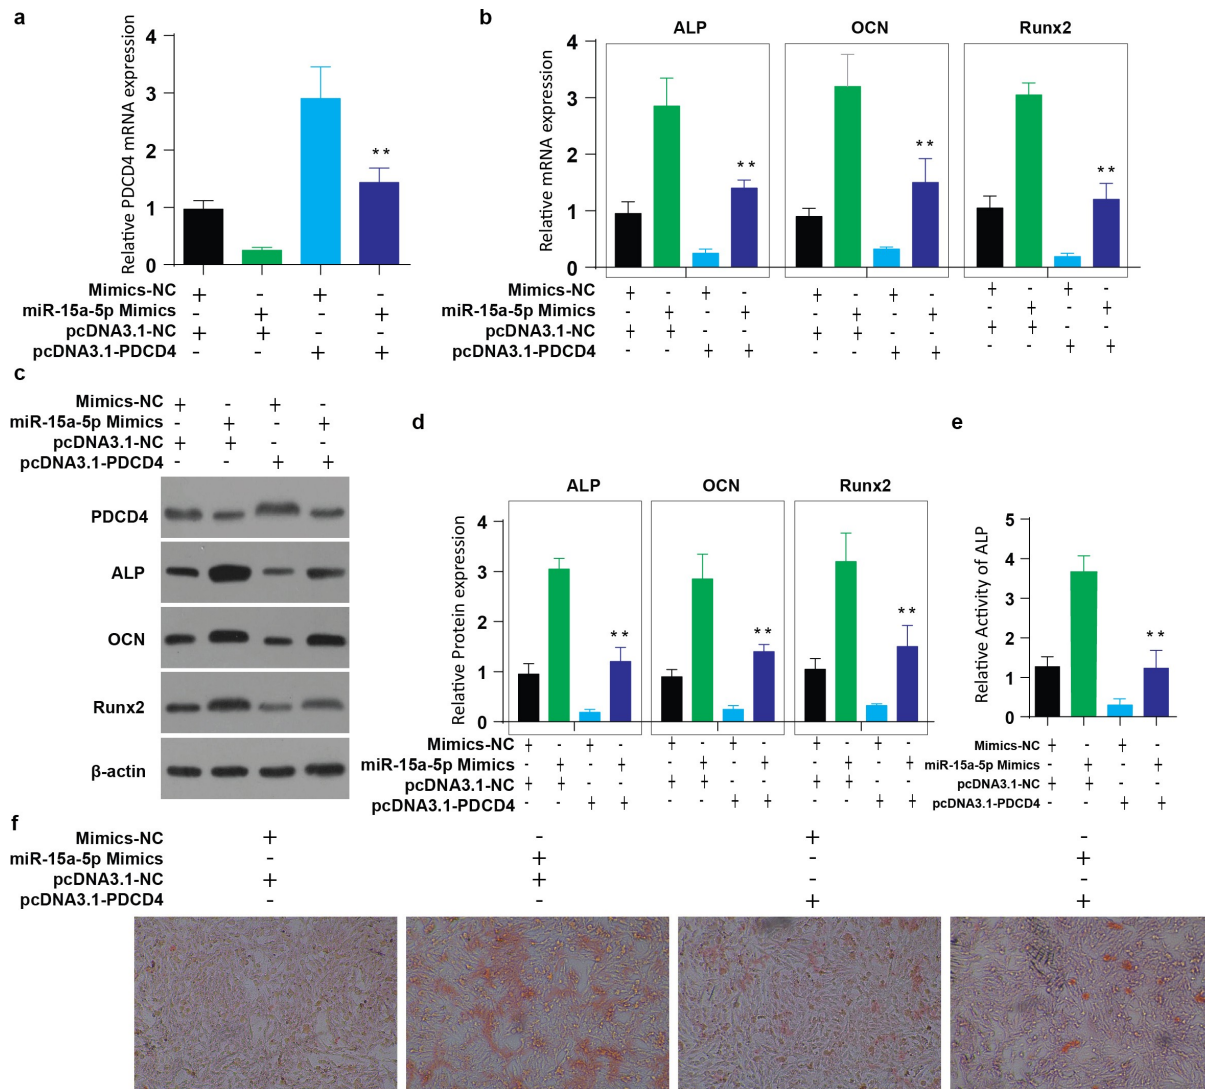 a
Relative PDCD4 mRNA expression
4
3
2
1
0
**
Mimics-NC + - + -
miR-15a-5p Mimics - + - +
pcDNA3.1-NC + + - -
pcDNA3.1-PDCD4 - - + +
b
ALP OCN Runx2
Relative mRNA expression
4
3
2
1
0
** ** **
Mimics-NC + - + - + - + - + - + -
miR-15a-5p Mimics - + - + - + - + - + - +
pcDNA3.1-NC + + - - + + - - + + - -
pcDNA3.1-PDCD4 - - + + - - + + - - + +
c
Mimics-NC + - + -
miR-15a-5p Mimics - + - +
pcDNA3.1-NC + + - -
pcDNA3.1-PDCD4 - - + +
PDCD4
ALP
OCN
Runx2
β-actin
d
ALP OCN Runx2
Relative Protein expression
4
3
2
1
0
** ** **
Mimics-NC + - + - + - + - + - + -
miR-15a-5p Mimics - + - + - + - + - + - +
pcDNA3.1-NC + + - - + + - - + + - -
pcDNA3.1-PDCD4 - - + + - - + + - - + +
e
Relative Activity of ALP
5
4
3
2
1
0
**
Mimics-NC + - + -
miR-15a-5p Mimics - + - +
pcDNA3.1-NC + + - -
pcDNA3.1-PDCD4 - - + +
f
Mimics-NC + - + -
miR-15a-5p Mimics - + - +
pcDNA3.1-NC + + - -
pcDNA3.1-PDCD4 - - + +